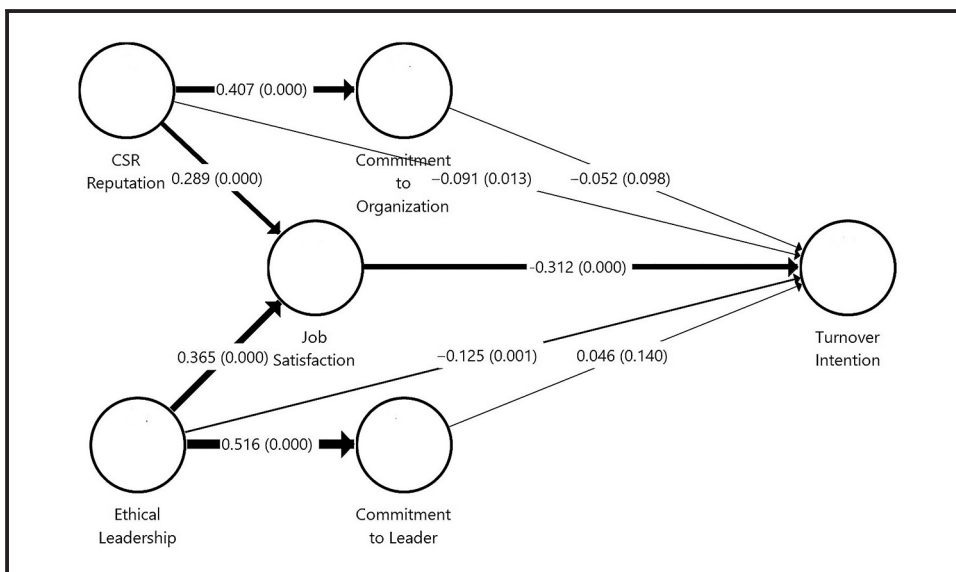 0.407 (0.000)
CSR
Reputation
0.289 (0.000)
Commitment
to
Organization
−0.091 (0.013)
−0.052 (0.098)
-0.312 (0.000)
Job
Satisfaction
Turnover
Intention
0.365 (0.000)
−0.125 (0.001)
0.046 (0.140)
0.516 (0.000)
Ethical
Leadership
Commitment
to Leader